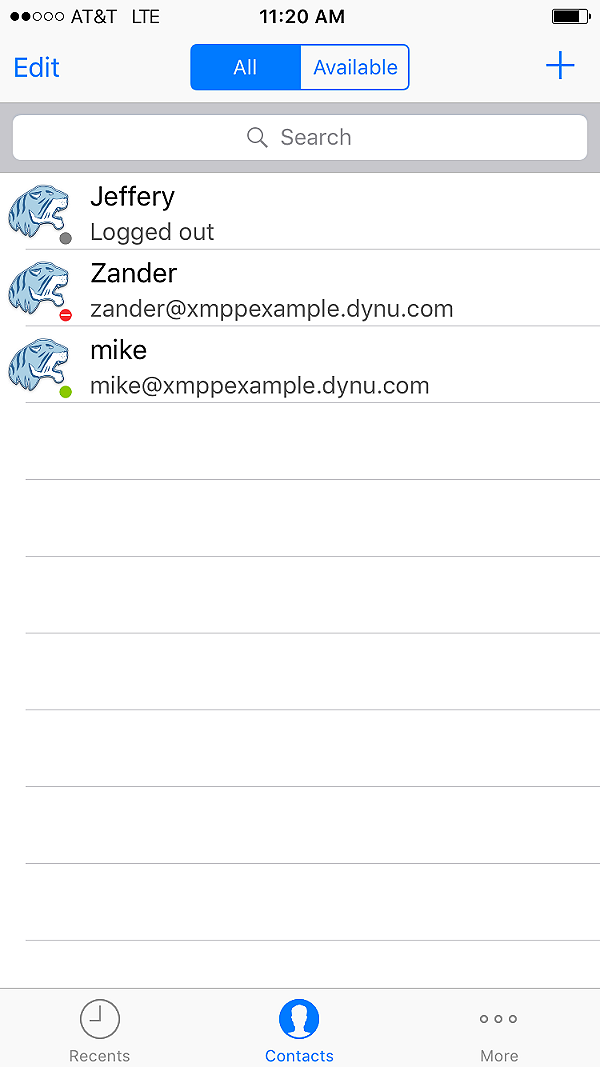 AT&T LTE 11:20 AM
Edit All Available
Search
Jeffery
Logged out
Zander
zander@xmppexample.dynu.com
mike
mike@xmppexample.dynu.com
Recents Contacts More